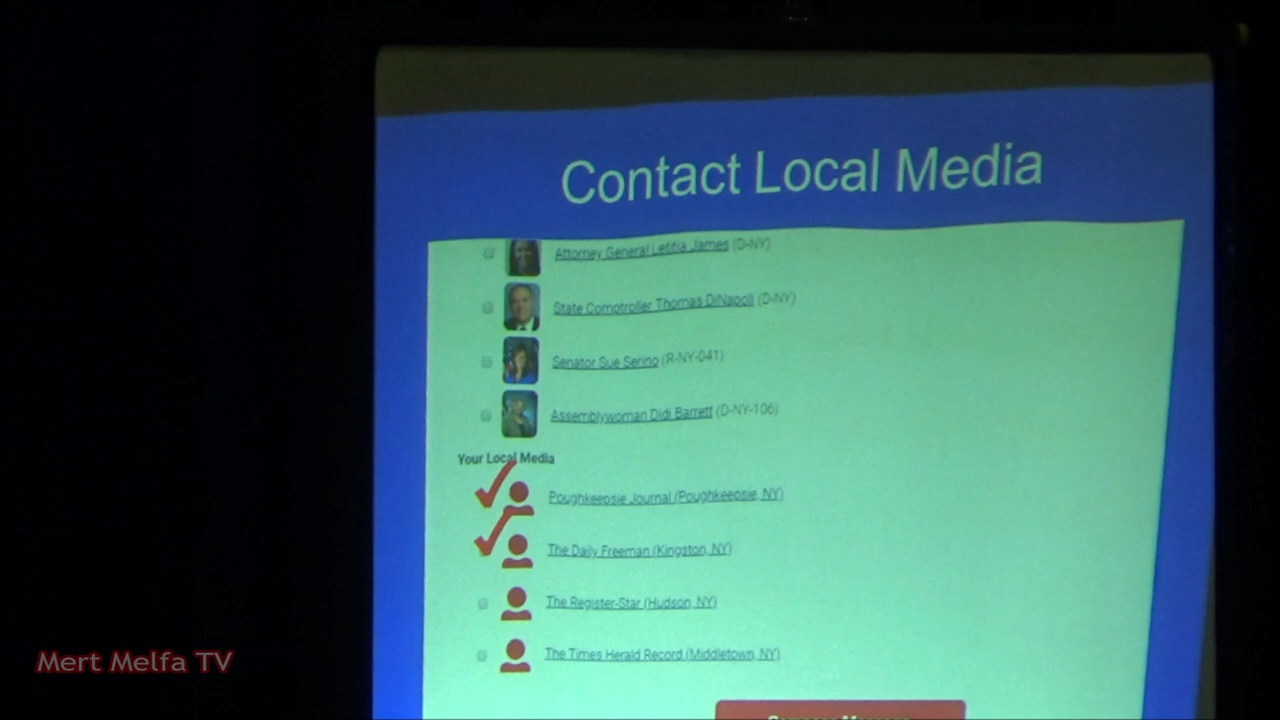 Contact Local Media
Attorney General Letitia James (D-NY)
State Comptroller Thomas DiNapoli (D-NY)
Senator Sue Serino (R-NY-041)
Assemblywoman Didi Barrett (D-NY-106)
Your Local Media
Poughkeepsie Journal (Poughkeepsie, NY)
The Daily Freeman (Kingston, NY)
The Register-Star (Hudson, NY)
The Times Herald Record (Middletown, NY)
Mert Melfa TV